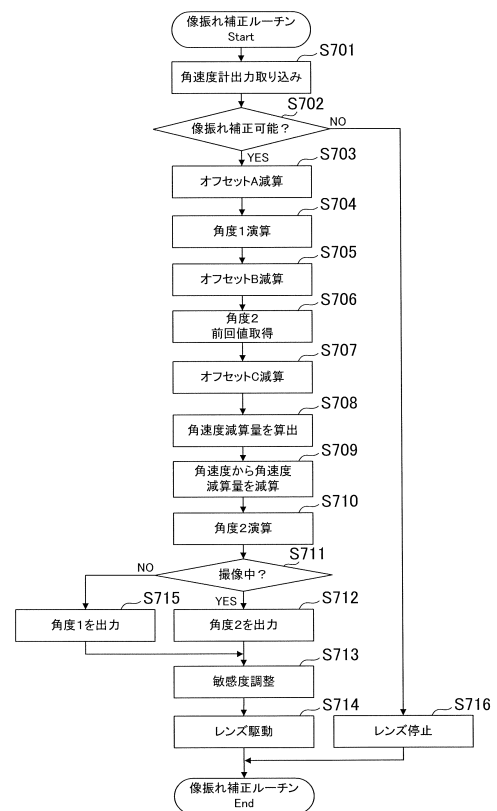 像振れ補正ルーチン
Start
S701
角速度計出力取り込み
S702
像振れ補正可能？
NO
YES
S703
オフセットA減算
S704
角度1演算
S705
オフセットB減算
S706
角度2
前回値取得
S707
オフセットC減算
S708
角速度減算量を算出
S709
角速度から角速度
減算量を減算
S710
角度2演算
S711
撮像中？
NO
YES
S715
角度1を出力
S712
角度2を出力
S713
敏感度調整
S714
レンズ駆動
S716
レンズ停止
像振れ補正ルーチン
End